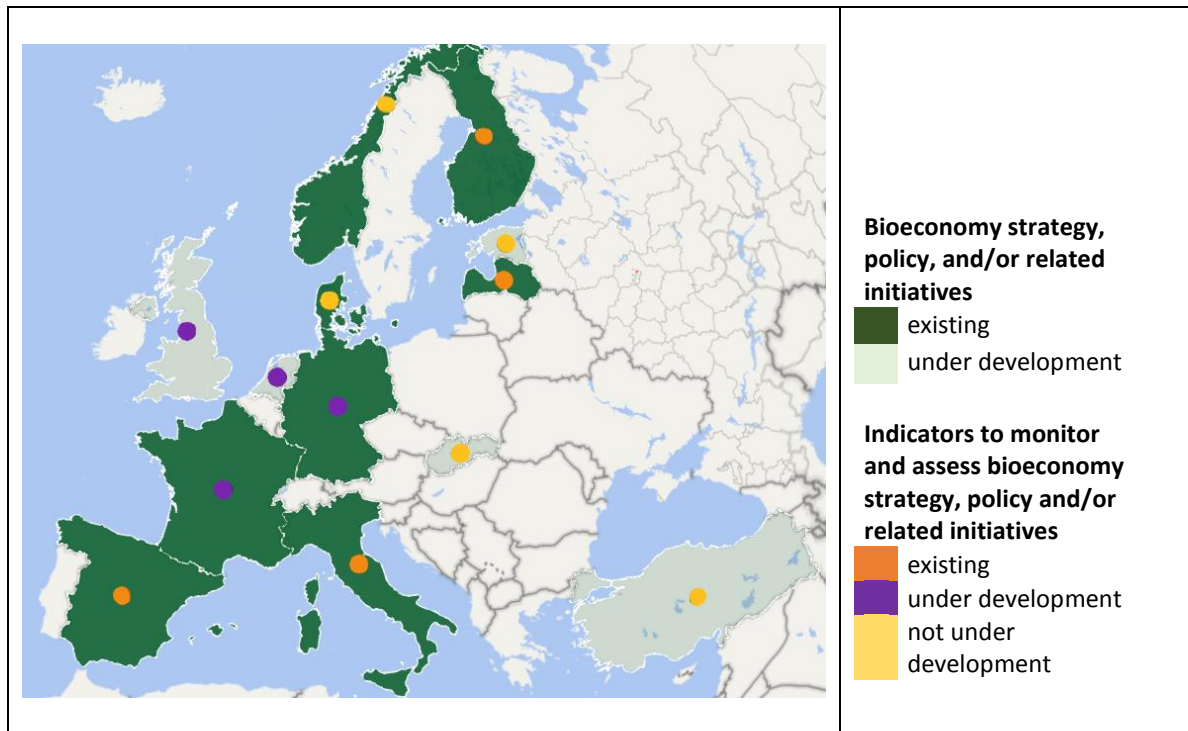 Bioeconomy strategy,
policy, and/or related
initiatives
existing
under development
Indicators to monitor
and assess bioeconomy
strategy, policy and/or
related initiatives
existing
under development
not under
development